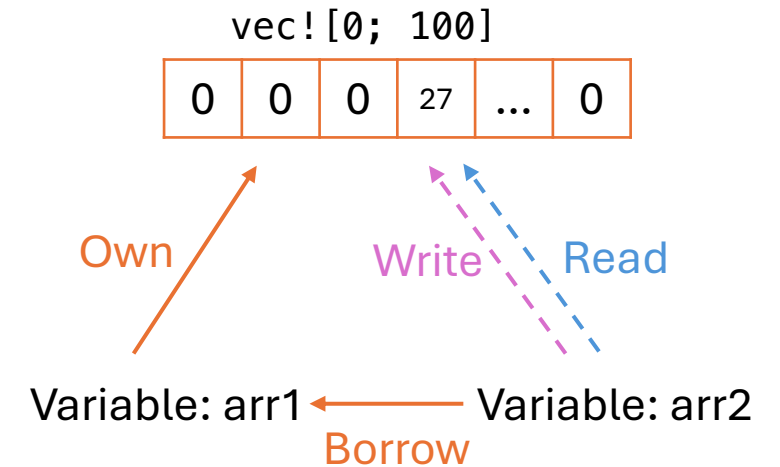 vec![0; 100]
0 0 0 27 ... 0
Own
Write
Read
Variable: arr1
Variable: arr2
Borrow